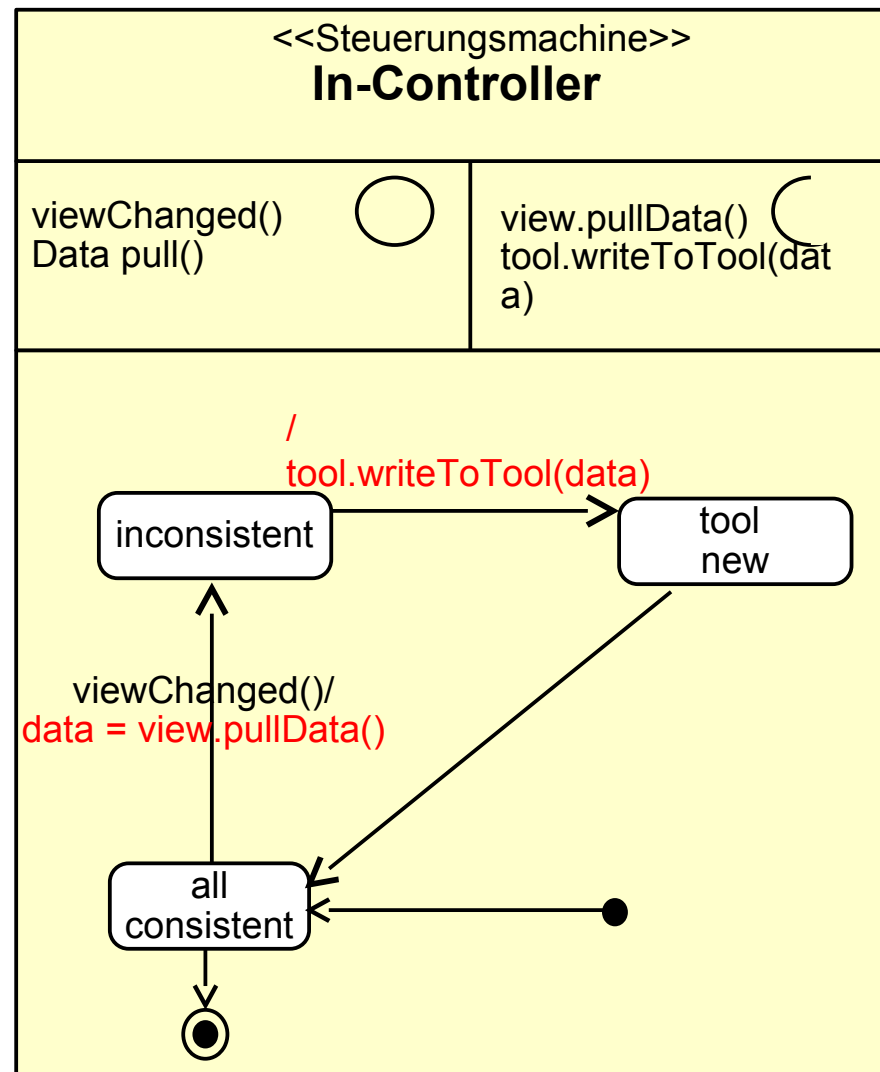 <<Steuerungsmachine>>
In-Controller
viewChanged()
Data pull()
view.pullData()
tool.writeToTool(dat
a)
/
tool.writeToTool(data)
inconsistent
tool
new
viewChanged()/
data = view.pullData()
all
consistent